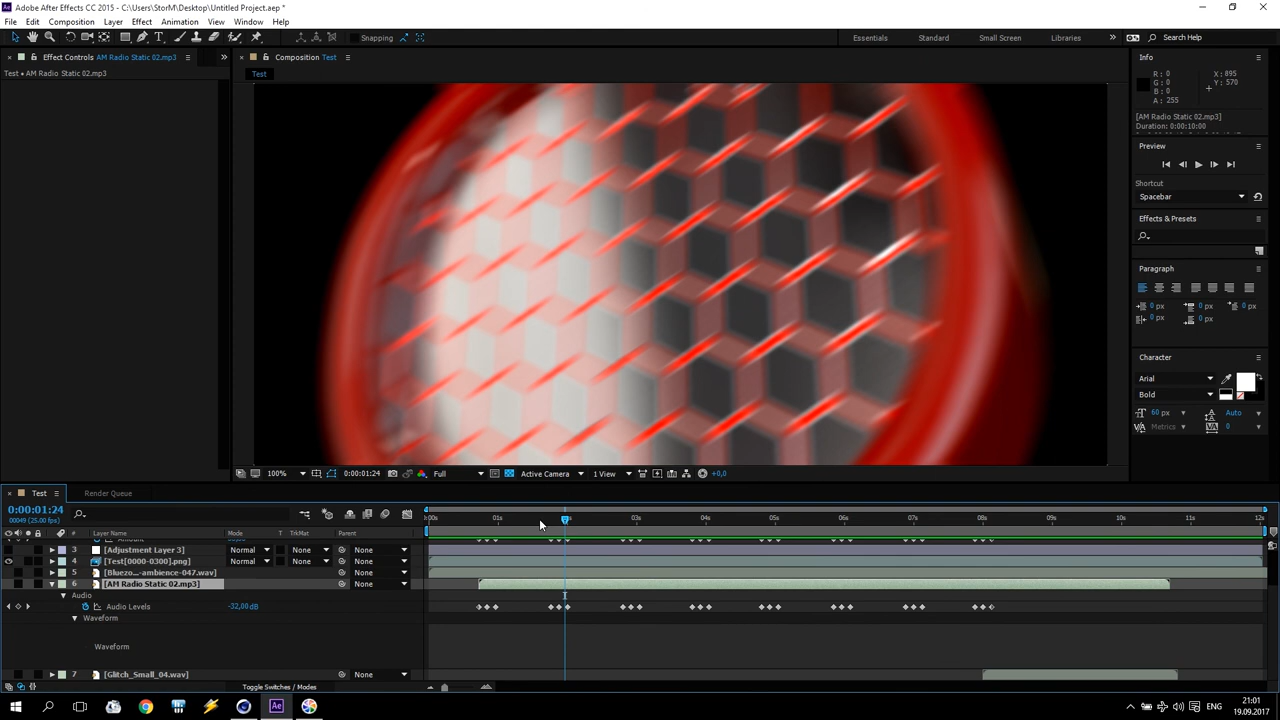 Adobe After Effects CC 2015 - C:\Users\StorM\Desktop\Untitled Project.aep *
File Edit Composition Layer Effect Animation View Window Help
Snapping Essentials Standard Small Screen Libraries Search Help
Effect Controls AM Radio Static 02.mp3
Test • AM Radio Static 02.mp3
Composition Test
Test
Info
R : 0
G : 0
B : 0
A : 255
X : 895
Y : 570
[AM Radio Static 02.mp3]
Duration: 0:00:10:00
Preview
Shortcut
Spacebar
Effects & Presets
Paragraph
0 px 0 px 0 px
0 px 0 px
Character
Arial
Bold
60 px Auto
Metrics 0
100% 0:00:01:24 Full Active Camera 1 View +0,0
Test Render Queue
0:00:01:24
00049 (25.00 fps)
# Layer Name Mode T TrkMat Parent
:00s 01s 03s 04s 05s 06s 07s 08s 09s 10s 11s 12s
3 [Adjustment Layer 3] Normal None None
4 [Test[0000-0300].png] Normal None None
5 [Bluezo...-ambience-047.wav] None
6 [AM Radio Static 02.mp3] None
Audio
Audio Levels -32,00dB
Waveform
Waveform
7 [Glitch_Small_04.wav] None
Toggle Switches / Modes
ENG
21:01
19.09.2017